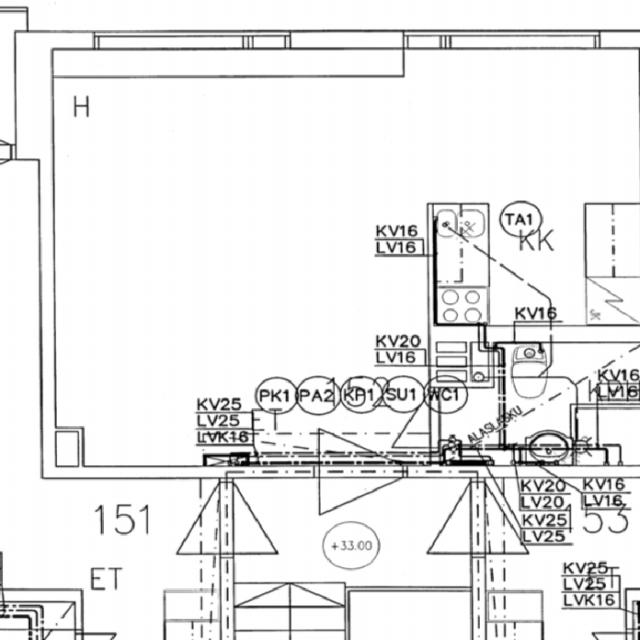 H
TA1
KK
KV16
LV16
KV16
KV20
LV16
KV16
LV16
PK1 PA2 KP1 SU1 WC1
KV25
LV25
LVK16
ALASLASKU
KV20
LV20
KV25
LV25
KV16
LV16
151
53
+33.00
ET
KV25
LV25
LVK16